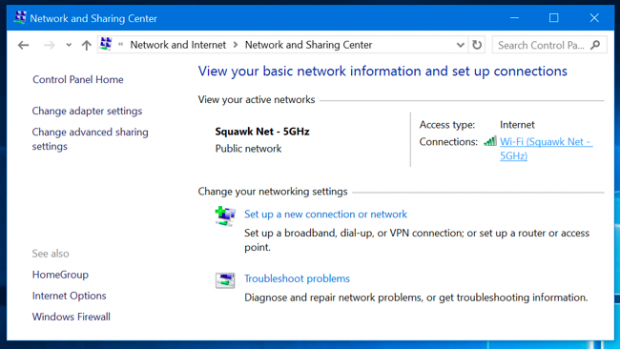 Network and Sharing Center
« Network and Internet > Network and Sharing Center
Search Control Pa...
Control Panel Home
Change adapter settings
Change advanced sharing
settings
See also
HomeGroup
Internet Options
Windows Firewall
View your basic network information and set up connections
View your active networks
Squawk Net - 5GHz
Public network
Access type: Internet
Connections: Wi-Fi (Squawk Net -
5GHz)
Change your networking settings
Set up a new connection or network
Set up a broadband, dial-up, or VPN connection; or set up a router or access
point.
Troubleshoot problems
Diagnose and repair network problems, or get troubleshooting information.